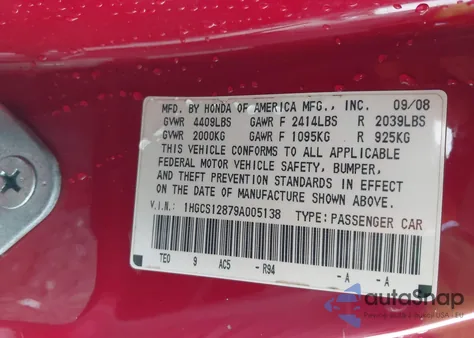 MFD. BY HONDA OF AMERICA MFG., INC. 09/08
GVWR 4409LBS GAWR F 2414LBS R 2039LBS
GVWR 2000KG GAWR F 1095KG R 925KG
THIS VEHICLE CONFORMS TO ALL APPLICABLE
FEDERAL MOTOR VEHICLE SAFETY, BUMPER,
AND THEFT PREVENTION STANDARDS IN EFFECT
ON THE DATE OF MANUFACTURE SHOWN ABOVE.
V.I.N: 1HGCS12879A005138 TYPE: PASSENGER CAR
TE0 9 AC5 - R94 - A - A
autoSnap